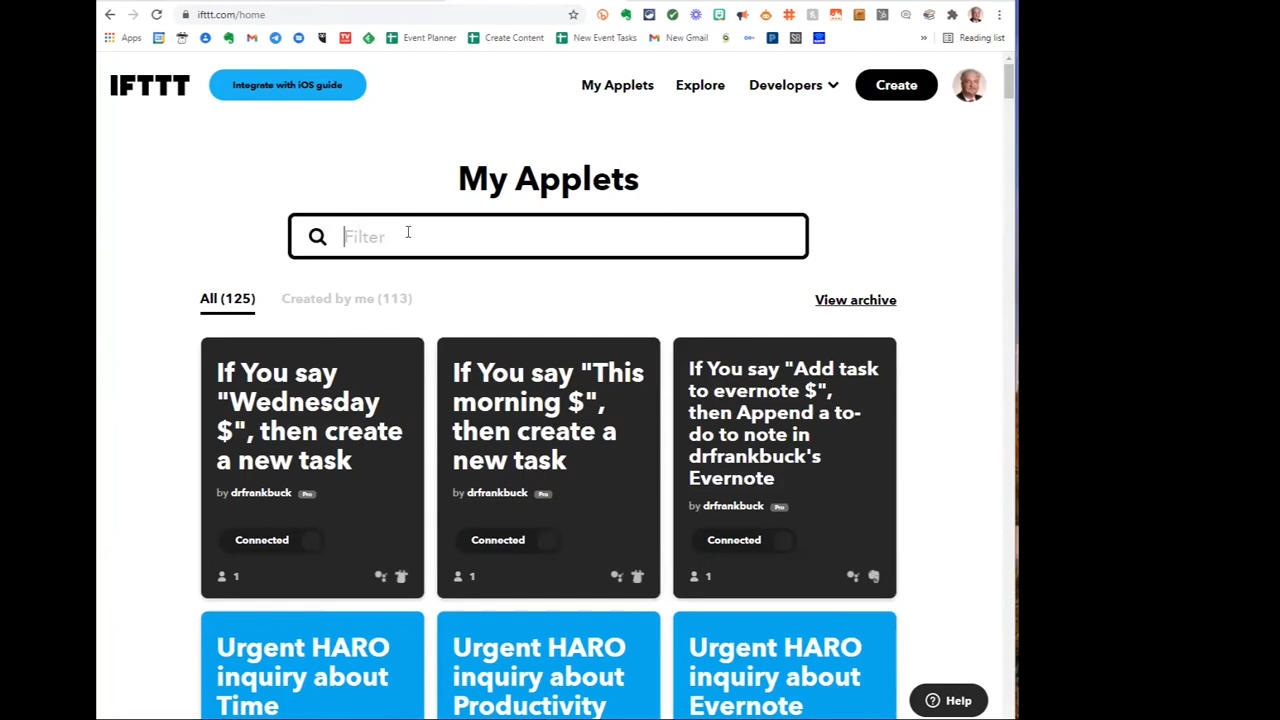 ifttt.com/home
Apps
Event Planner
Create Content
New Event Tasks
New Gmail
»
Reading list
IFTTT
Integrate with iOS guide
My Applets
Explore
Developers
Create
My Applets
Filter
All (125)
Created by me (113)
View archive
If You say
"Wednesday
$", then create
a new task
by drfrankbuck Pro
Connected
1
If You say "This
morning $",
then create a
new task
by drfrankbuck Pro
Connected
1
If You say "Add task
to evernote $",
then Append a to-
do to note in
drfrankbuck's
Evernote
by drfrankbuck Pro
Connected
1
Urgent HARO
inquiry about
Time
Urgent HARO
inquiry about
Productivity
Urgent HARO
inquiry about
Evernote
Help